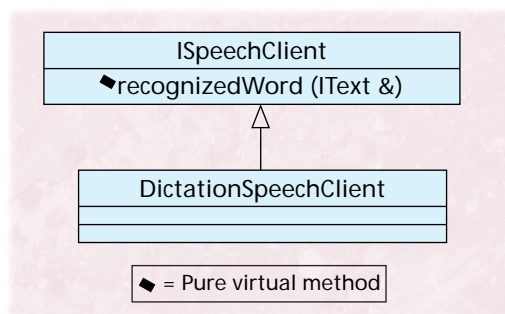 ISpeechClient
recognizedWord (IText &)
DictationSpeechClient
= Pure virtual method